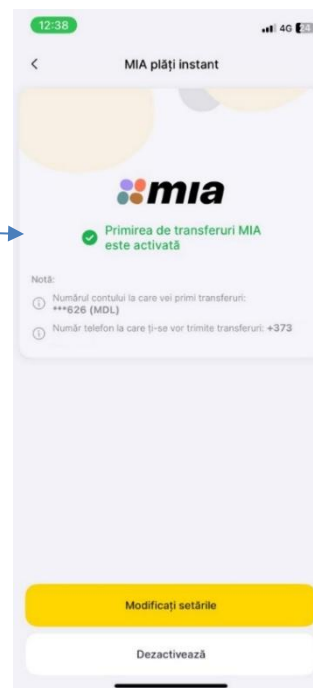 12:38
4G 24
MIA plăți instant
mia
Primirea de transferuri MIA
este activată
Notă:
Numărul contului la care vei primi transferuri:
***626 (MDL)
Număr telefon la care ți-se vor trimite transferuri: +373
Modificați setările
Dezactivează